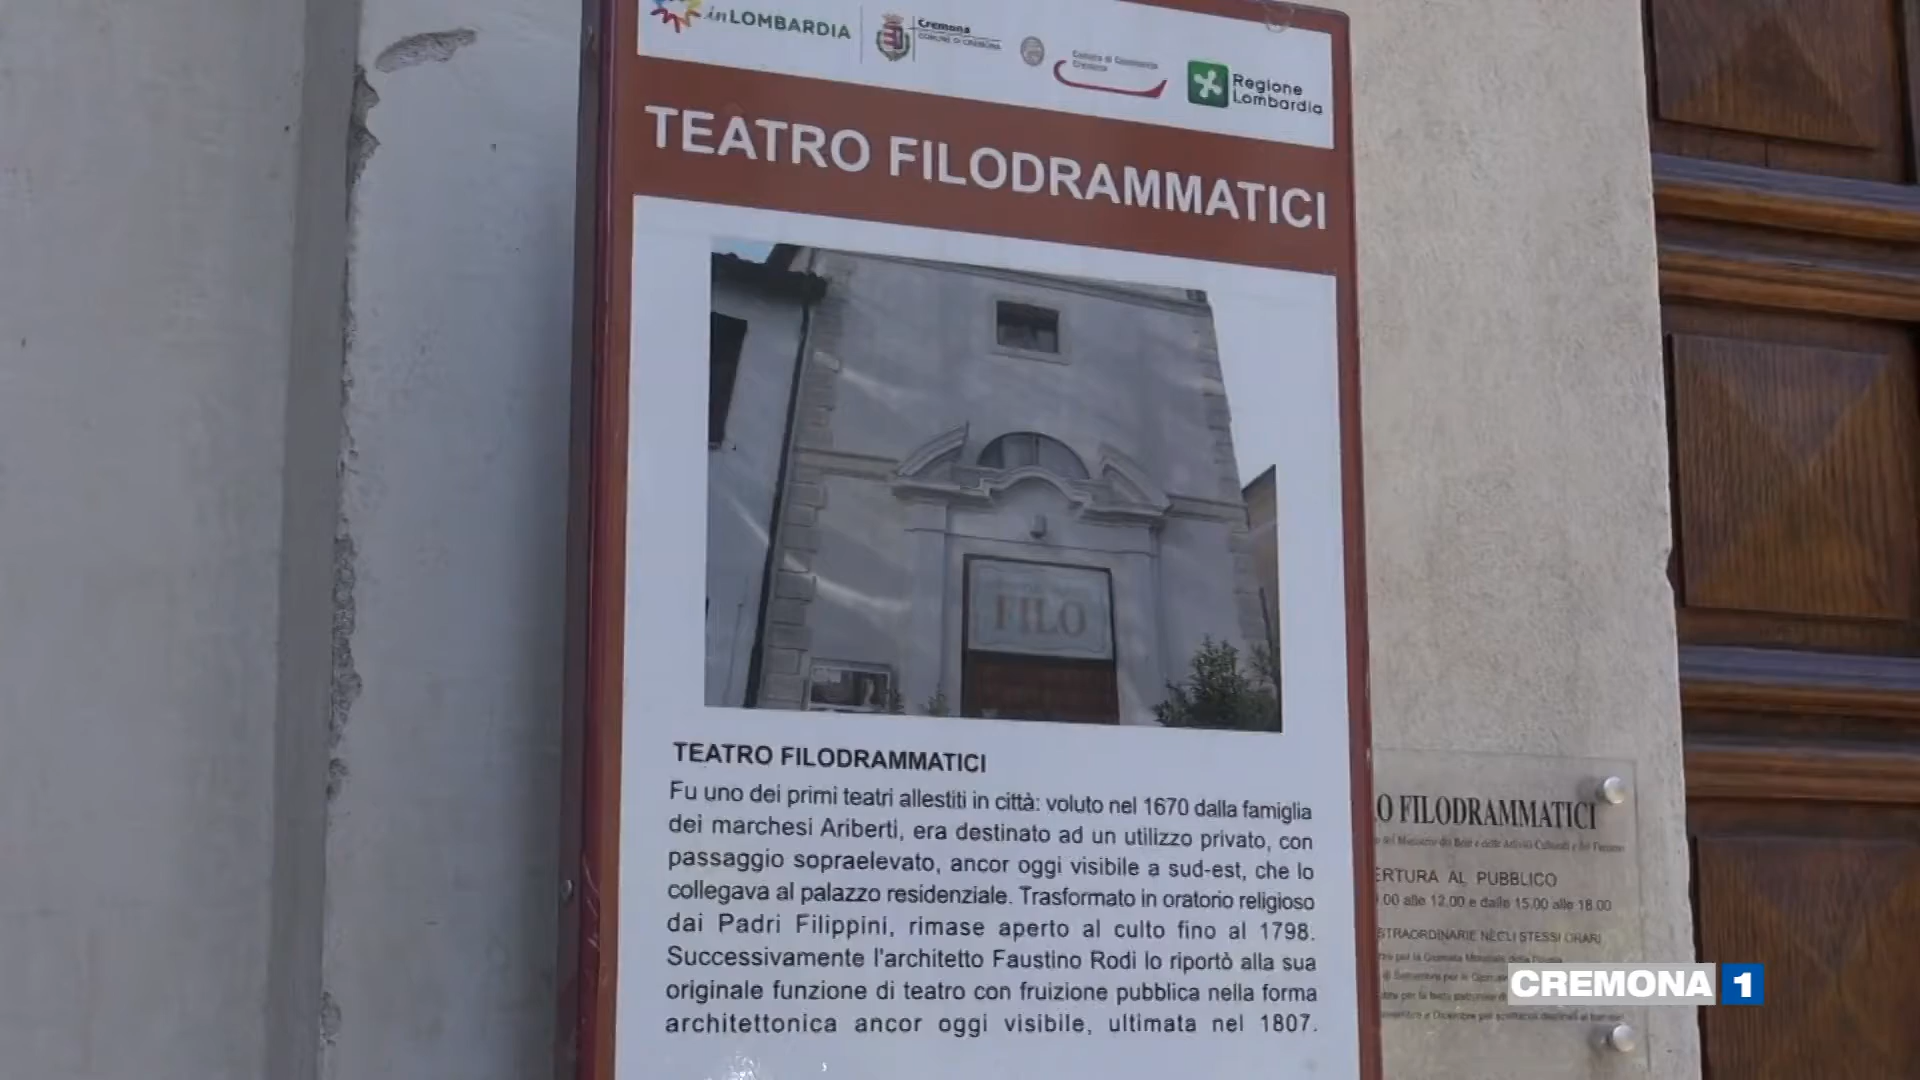 inLOMBARDIA
Cremona
COMUNE DI CREMONA
Camera di Commercio
Cremona
Regione
Lombardia
TEATRO FILODRAMMATICI
FILO
TEATRO FILODRAMMATICI
Fu uno dei primi teatri allestiti in città: voluto nel 1670 dalla famiglia
dei marchesi Ariberti, era destinato ad un utilizzo privato, con
passaggio sopraelevato, ancor oggi visibile a sud-est, che lo
collegava al palazzo residenziale. Trasformato in oratorio religioso
dai Padri Filippini, rimase aperto al culto fino al 1798.
Successivamente l'architetto Faustino Rodi lo riportò alla sua
originale funzione di teatro con fruizione pubblica nella forma
architettonica ancor oggi visibile, ultimata nel 1807.
O FILODRAMMATICI
ERTURA AL PUBBLICO
.00 alle 12.00 e dalle 15.00 alle 18.00
STRAORDINARIE NEGLI STESSI ORARI
CREMONA 1